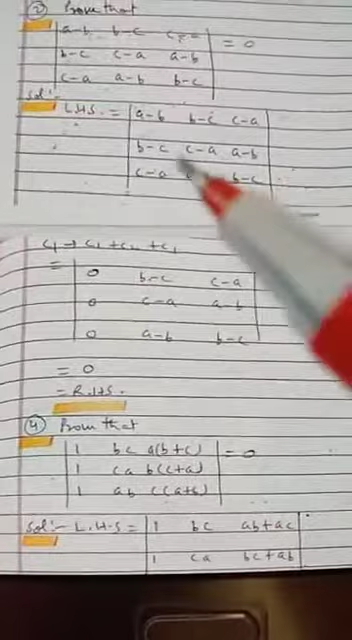 ③ Prove that
| a-b b-c c-a | = 0
| b-c c-a a-b |
| c-a a-b b-c |
Sol:-
L.H.S. = | a-b b-c c-a |
| b-c c-a a-b |
| c-a b-c |
C₁ → C₁ + C₂ + C₃
= | 0 b-c c-a |
| 0 c-a a-b |
| 0 a-b b-c |
= 0
= R.H.S.
④ Prove that
| 1 bc a(b+c) | = 0
| 1 ca b(c+a) |
| 1 ab c(a+b) |
Sol:- L.H.S = | 1 bc ab+ac |
| 1 ca bc+ab |